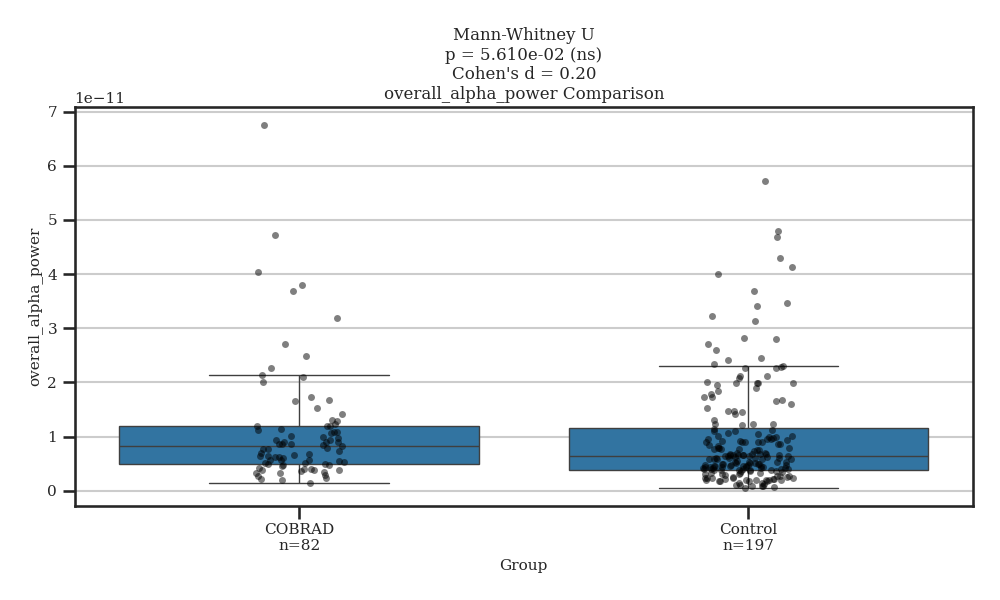 Mann-Whitney U
p = 5.610e-02 (ns)
Cohen's d = 0.20
overall_alpha_power Comparison
1e−11
7
6
5
4
3
2
1
0
overall_alpha_power
COBRAD
n=82
Control
n=197
Group